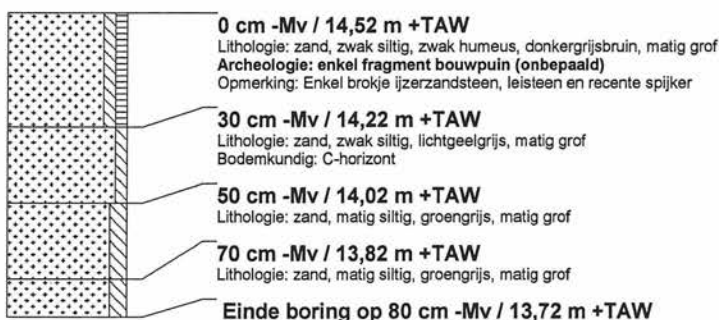 0 cm -Mv / 14,52 m +TAW
Lithologie: zand, zwak siltig, zwak humeus, donkergrijsbruin, matig grof
Archeologie: enkel fragment bouwpuin (onbepaald)
Opmerking: Enkel brokje ijzerzandsteen, leisteen en recente spijker
30 cm -Mv / 14,22 m +TAW
Lithologie: zand, zwak siltig, lichtgeelgrijs, matig grof
Bodemkundig: C-horizont
50 cm -Mv / 14,02 m +TAW
Lithologie: zand, matig siltig, groengrijs, matig grof
70 cm -Mv / 13,82 m +TAW
Lithologie: zand, matig siltig, groengrijs, matig grof
Einde boring op 80 cm -Mv / 13,72 m +TAW